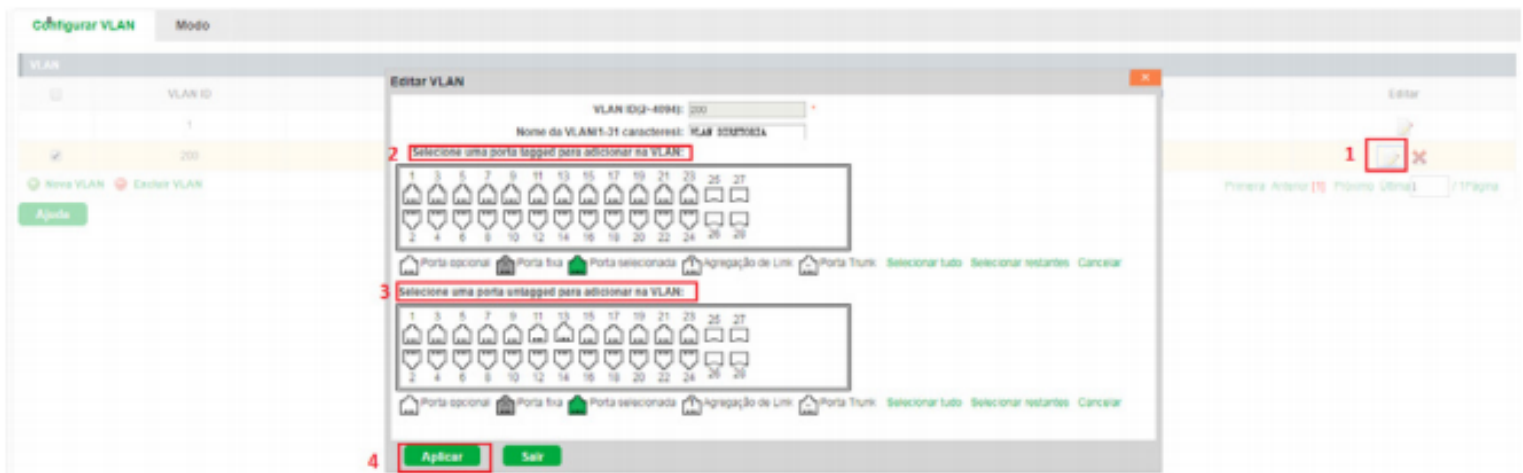 Configurar VLAN Modo
VLAN
VLAN ID Editar
1
200 1
Nova VLAN Excluir VLAN
Primeira Anterior [1] Próximo Última 1 / 1Página
Ajuda
Editar VLAN
VLAN ID(2-4094): 200 *
Nome da VLAN(1-31 caracteres): VLAN DIRETORIA
2 Selecione uma porta tagged para adicionar na VLAN:
1 3 5 7 9 11 13 15 17 19 21 23 25 27
2 4 6 8 10 12 14 16 18 20 22 24 26 28
Porta opcional Porta fixa Porta selecionada Agregação de Link Porta Trunk Selecionar tudo Selecionar restantes Cancelar
3 Selecione uma porta untagged para adicionar na VLAN:
1 3 5 7 9 11 13 15 17 19 21 23 25 27
2 4 6 8 10 12 14 16 18 20 22 24 26 28
Porta opcional Porta fixa Porta selecionada Agregação de Link Porta Trunk Selecionar tudo Selecionar restantes Cancelar
4 Aplicar Sair